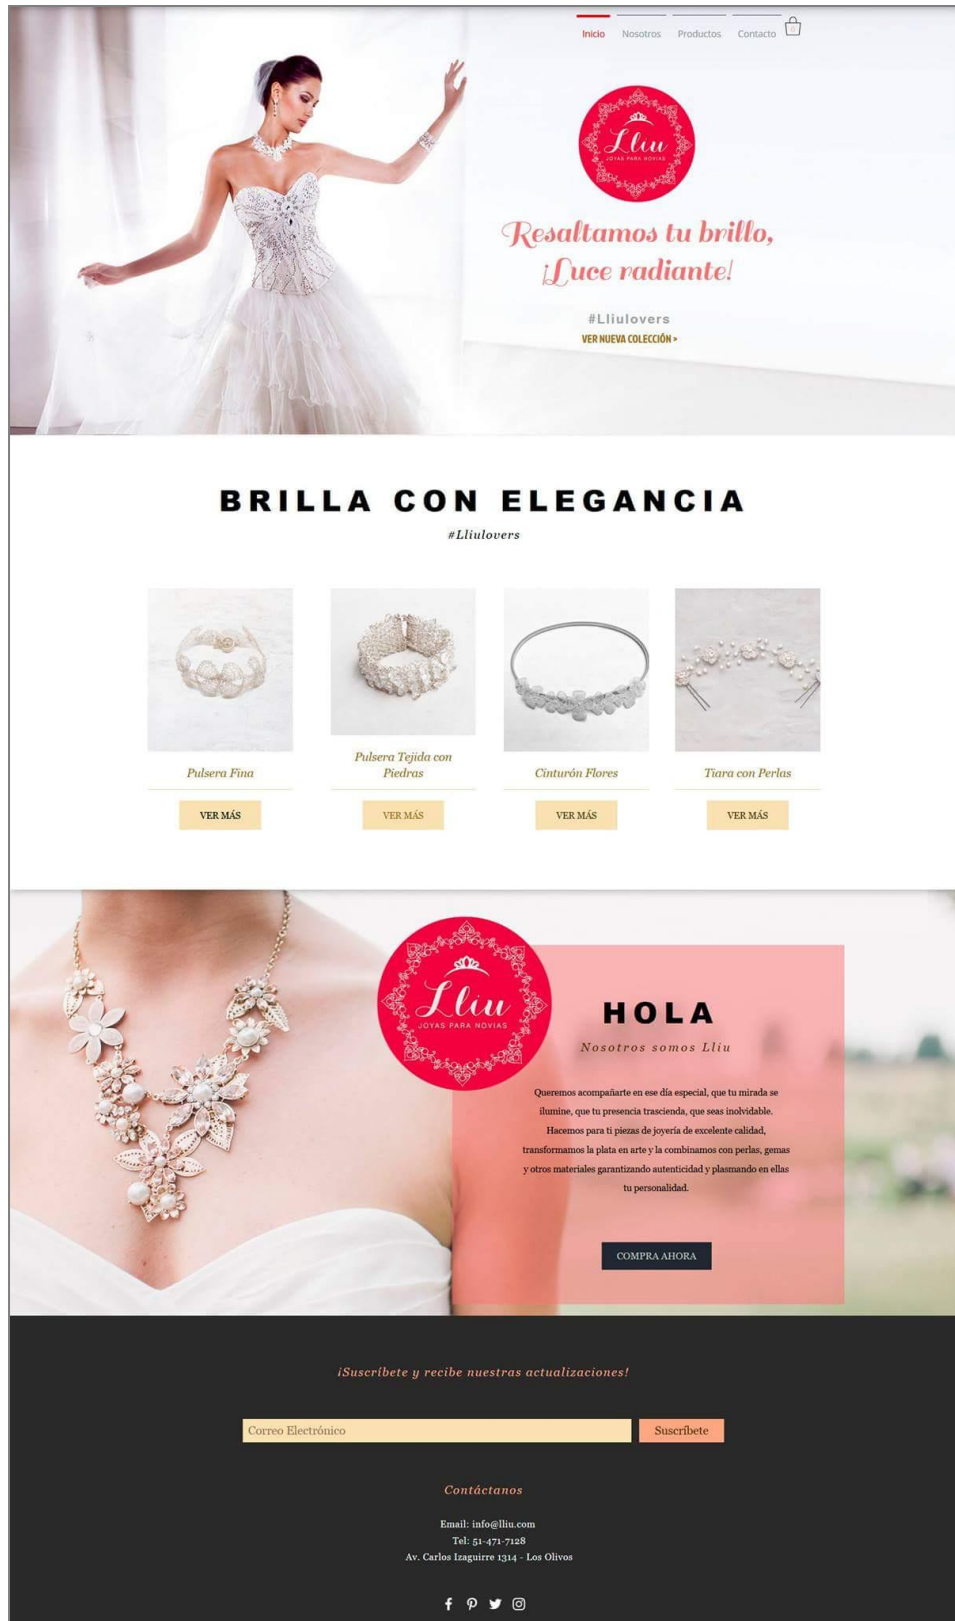 Inicio Nosotros Productos Contacto 0
Lliu
JOYAS PARA NOVIAS
Resaltamos tu brillo,
¡Luce radiante!
#Lliulovers
VER NUEVA COLECCIÓN >
BRILLA CON ELEGANCIA
#Lliulovers
Pulsera Fina
VER MÁS
Pulsera Tejida con
Piedras
VER MÁS
Cinturón Flores
VER MÁS
Tiara con Perlas
VER MÁS
Lliu
JOYAS PARA NOVIAS
HOLA
Nosotros somos Lliu
Queremos acompañarte en ese día especial, que tu mirada se
ilumine, que tu presencia trascienda, que seas inolvidable.
Hacemos para ti piezas de joyería de excelente calidad,
transformamos la plata en arte y la combinamos con perlas, gemas
y otros materiales garantizando autenticidad y plasmando en ellas
tu personalidad.
COMPRA AHORA
¡Suscríbete y recibe nuestras actualizaciones!
Correo Electrónico
Suscríbete
Contáctanos
Email: info@lliu.com
Tel: 51-471-7128
Av. Carlos Izaguirre 1314 - Los Olivos